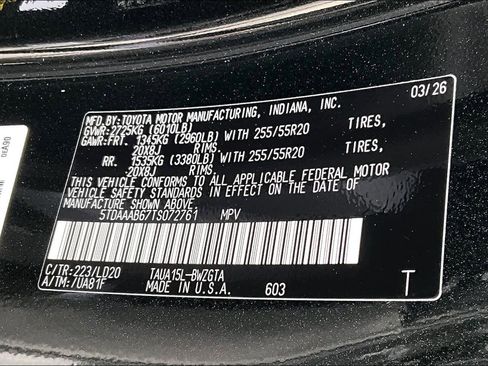 MFD.BY:TOYOTA MOTOR MANUFACTURING, INDIANA, INC. 03/26
GVWR:2725KG (6010LB)
GAWR:FRT. 1345KG (2960LB) WITH 255/55R20 TIRES,
20X8J RIMS,
RR. 1535KG (3380LB) WITH 255/55R20 TIRES,
20X8J RIMS.
THIS VEHICLE CONFORMS TO ALL APPLICABLE FEDERAL MOTOR
VEHICLE SAFETY STANDARDS IN EFFECT ON THE DATE OF
MANUFACTURE SHOWN ABOVE.
5TDAAAB67TS072761 MPV
C/TR:223/LD20 TAUA15L-BWZGTA
A/TM:-/UA81F MADE IN U.S.A. 603 T